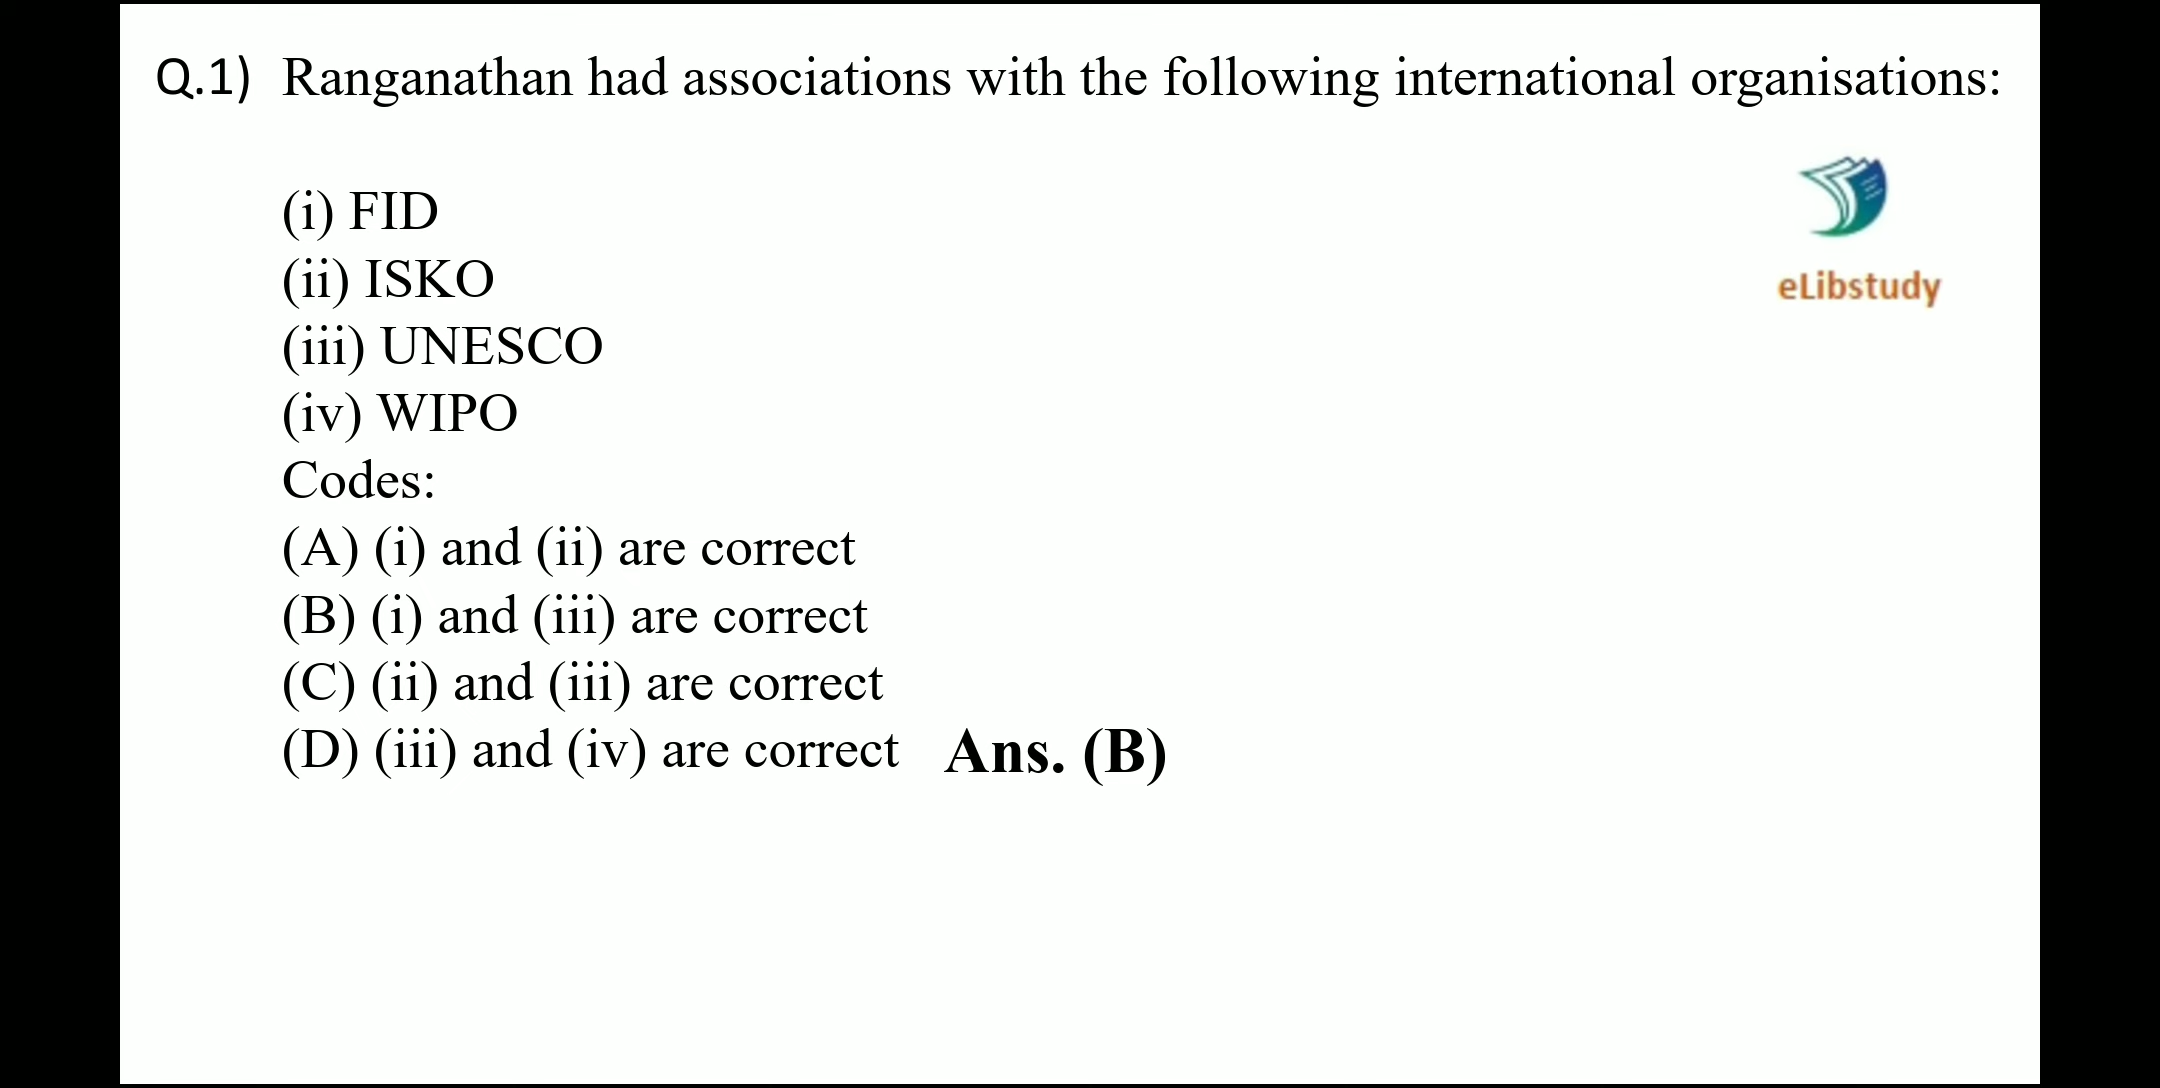 Q.1) Ranganathan had associations with the following international organisations:
(i) FID
(ii) ISKO
(iii) UNESCO
(iv) WIPO
Codes:
(A) (i) and (ii) are correct
(B) (i) and (iii) are correct
(C) (ii) and (iii) are correct
(D) (iii) and (iv) are correct Ans. (B)
eLibstudy